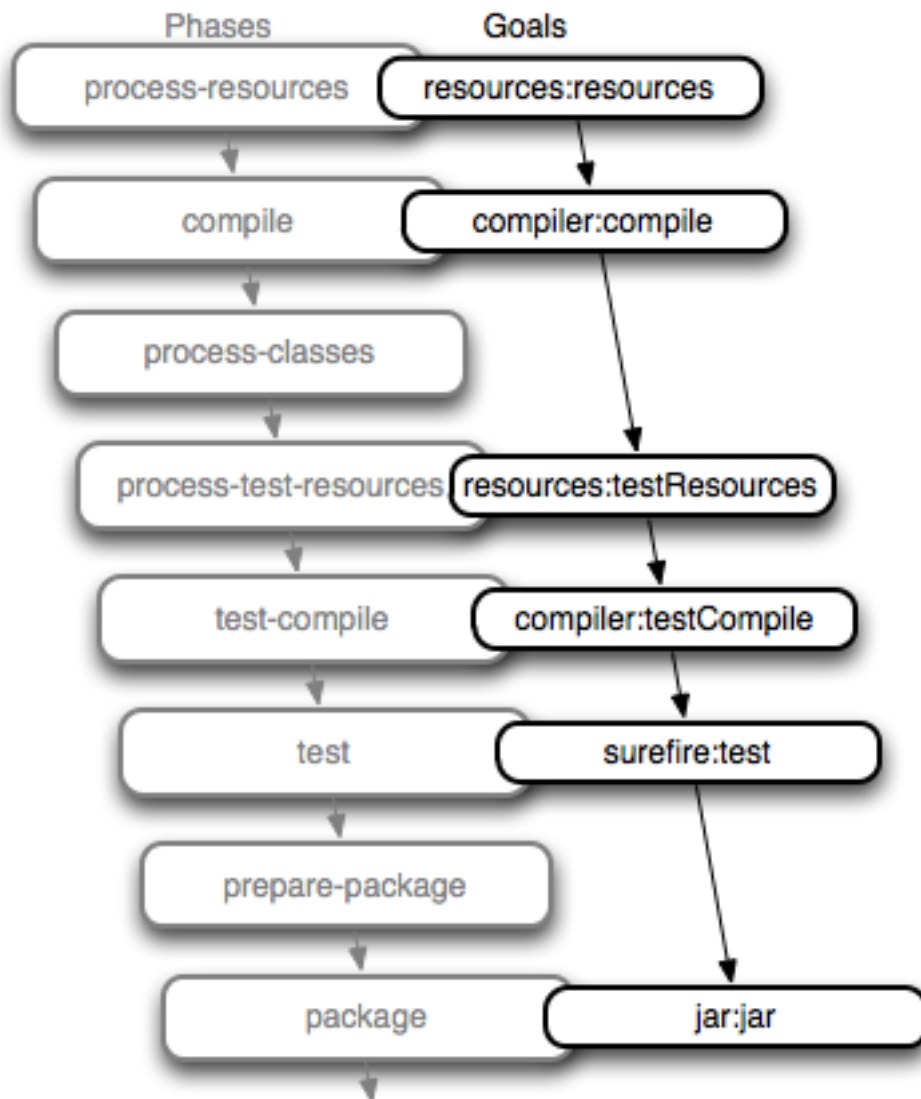 Phases Goals
process-resources resources:resources
compile compiler:compile
process-classes
process-test-resources resources:testResources
test-compile compiler:testCompile
test surefire:test
prepare-package
package jar:jar